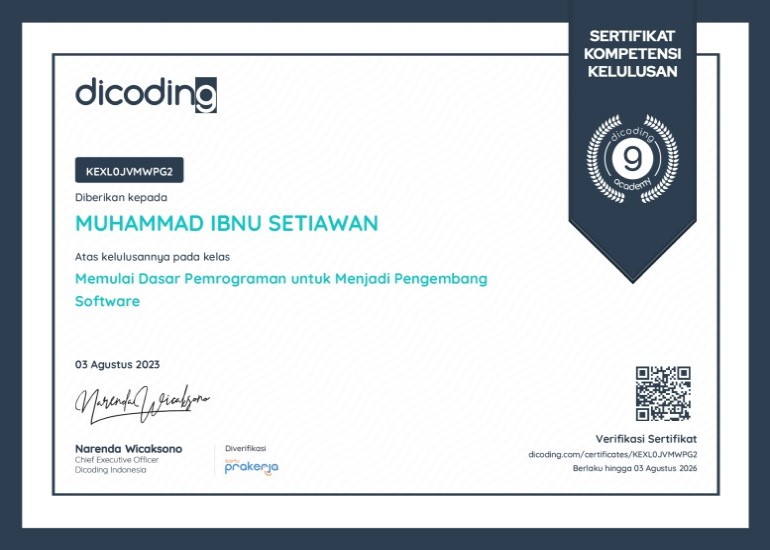 SERTIFIKAT
KOMPETENSI
KELULUSAN
dicoding
dicoding
academy
KEXL0JVMWPG2
Diberikan kepada
MUHAMMAD IBNU SETIAWAN
Atas kelulusannya pada kelas
Memulai Dasar Pemrograman untuk Menjadi Pengembang
Software
03 Agustus 2023
Narenda Wicaksono
Narenda Wicaksono
Chief Executive Officer
Dicoding Indonesia
Diverifikasi
kartu
prakerja
Verifikasi Sertifikat
dicoding.com/certificates/KEXL0JVMWPG2
Berlaku hingga 03 Agustus 2026